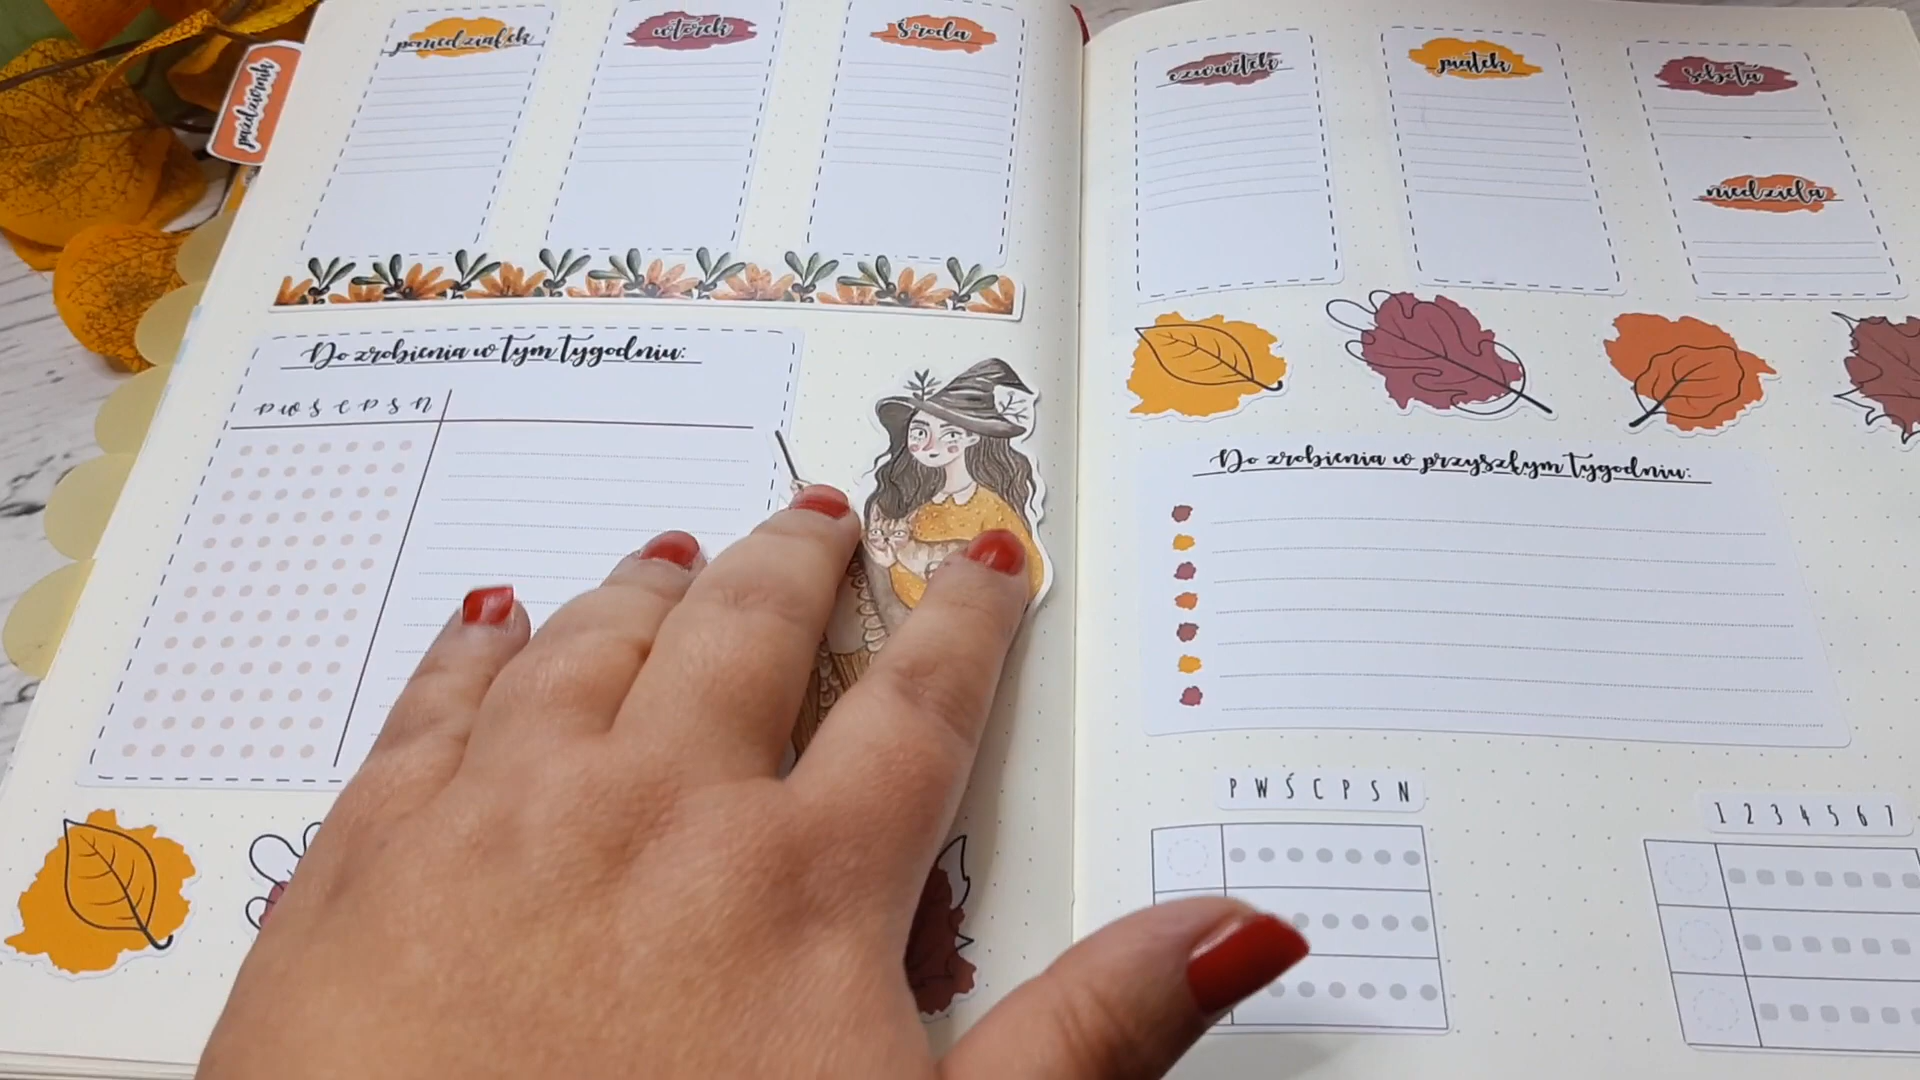 październik
poniedziałek
wtorek
środa
czwartek
piątek
sobota
niedziela
Do zrobienia w tym tygodniu:
P W Ś C P S N
Do zrobienia w przyszłym tygodniu:
P W Ś C P S N
1 2 3 4 5 6 7